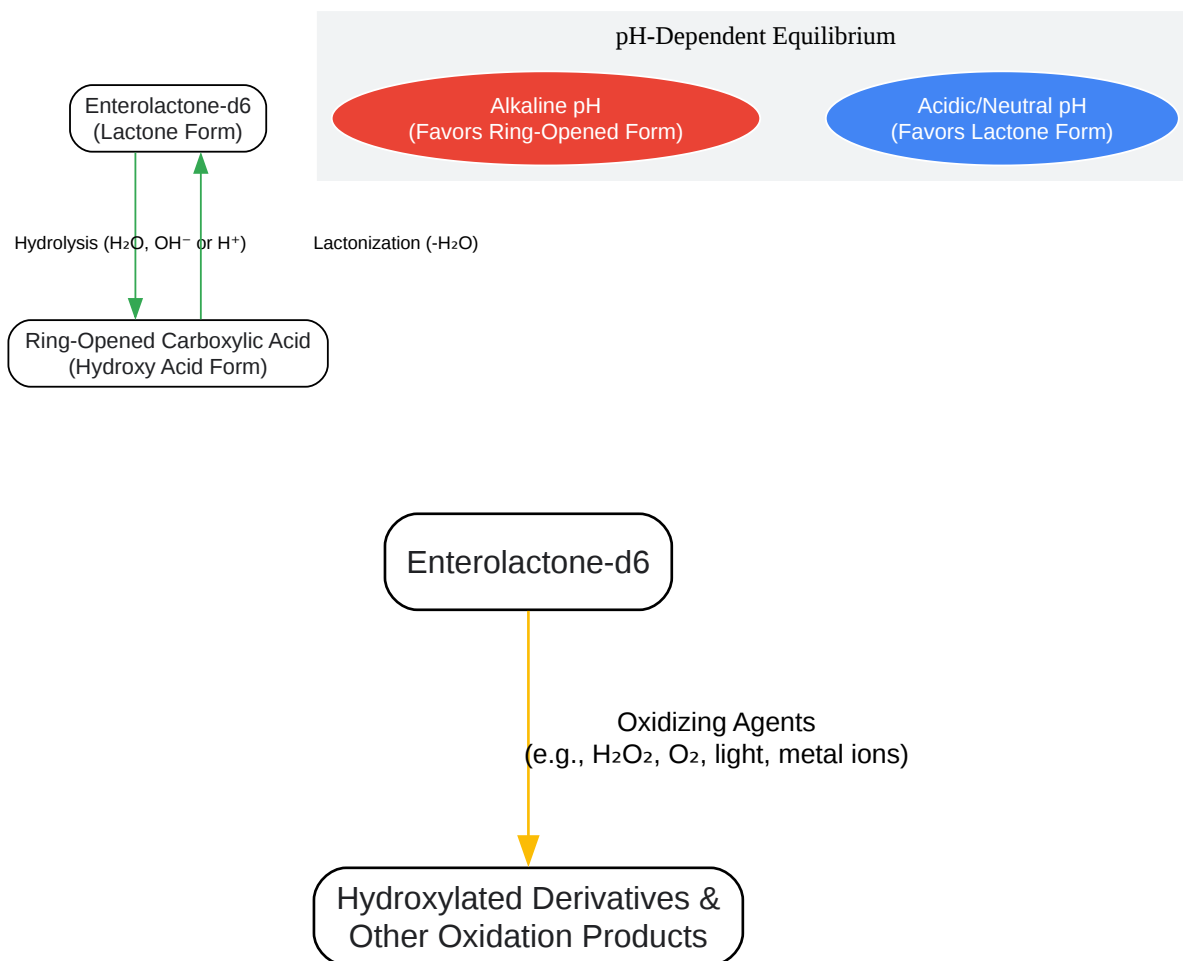 pH-Dependent Equilibrium
Enterolactone-d6
(Lactone Form)
Alkaline pH
(Favors Ring-Opened Form)
Acidic/Neutral pH
(Favors Lactone Form)
Hydrolysis (H₂O, OH⁻ or H⁺)
Lactonization (-H₂O)
Ring-Opened Carboxylic Acid
(Hydroxy Acid Form)
Enterolactone-d6
Oxidizing Agents
(e.g., H₂O₂, O₂, light, metal ions)
Hydroxylated Derivatives &
Other Oxidation Products